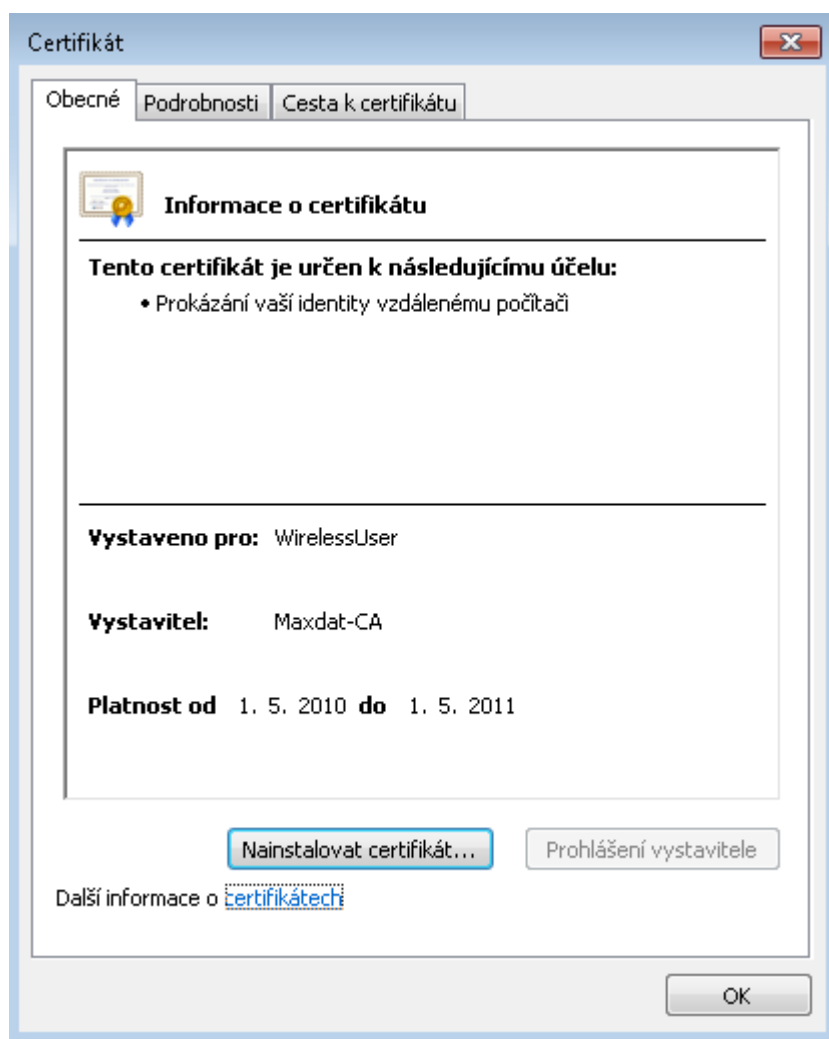 Certifikát
Obecné Podrobnosti Cesta k certifikátu
Informace o certifikátu
Tento certifikát je určen k následujícímu účelu:
• Prokázání vaší identity vzdálenému počítači
Vystaveno pro: WirelessUser
Vystavitel: Maxdat-CA
Platnost od 1. 5. 2010 do 1. 5. 2011
Nainstalovat certifikát... Prohlášení vystavitele
Další informace o certifikátech
OK